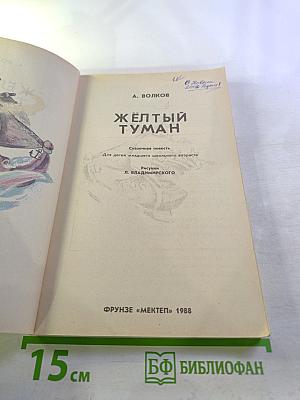 А. ВОЛКОВ
ЖЕЛТЫЙ
ТУМАН
Сказочная повесть
Для детей младшего школьного возраста
Рисунки
Л. ВЛАДИМИРСКОГО
ФРУНЗЕ «МЕКТЕП» 1988
15 см
БФ БИБЛИОФАН